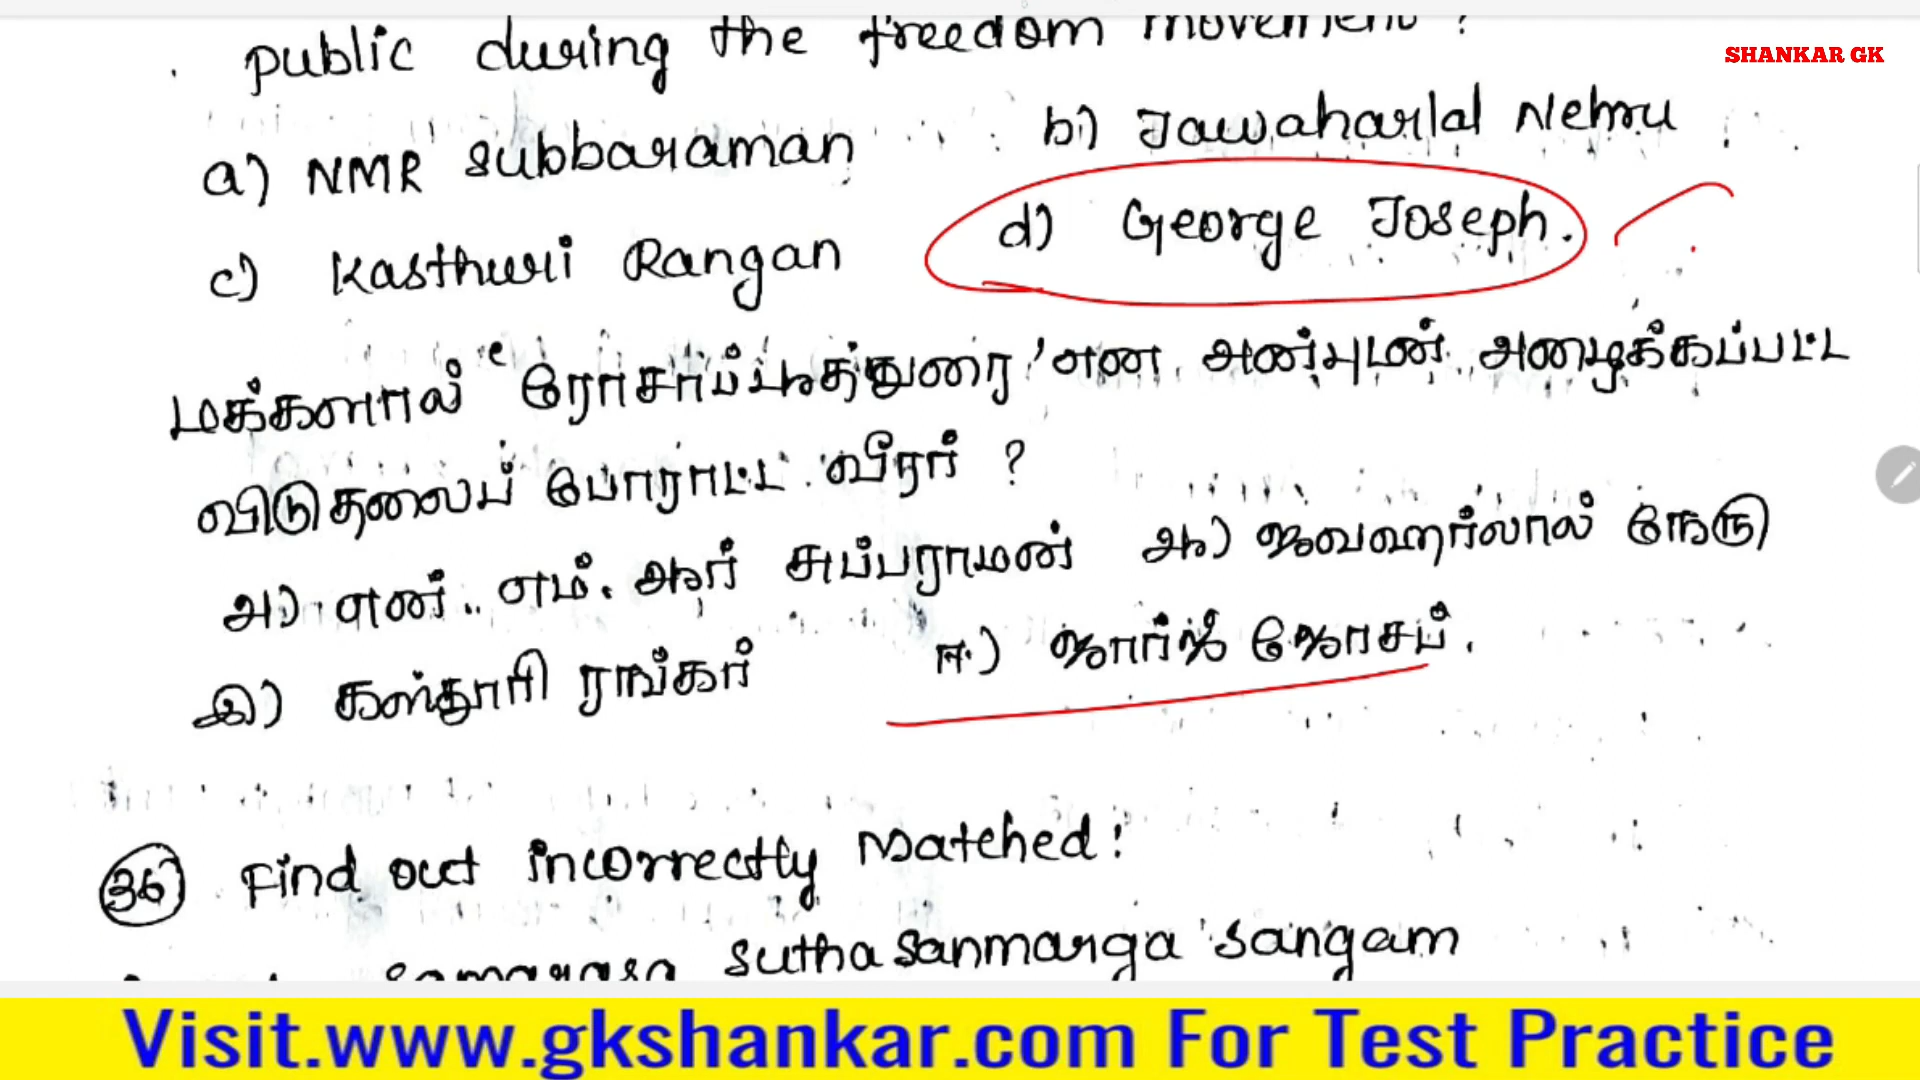 public during the freedom movement ?
SHANKAR GK
a) NMR Subbaraman b) Jawaharlal Nehru
c) Kasthuri Rangan d) George Joseph.
மக்களால் 'ரோசாப்பூத்துரை' என அன்புடன் அழைக்கப்பட்ட
விடுதலைப் போராட்ட வீரர் ?
அ) என். எம். ஆர் சுப்பராமன் ஆ) ஜவஹர்லால் நேரு
இ) கஸ்தூரி ரங்கர் ஈ) ஜார்ஜ் ஜோசப்.
36 Find out incorrectly Matched:
Sutha Sanmarga Sangam
Visit.www.gkshankar.com For Test Practice